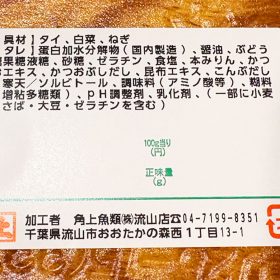 具材】タイ、白菜、ねぎ
タレ】蛋白加水分解物(国内製造)、醤油、ぶどう
糖果糖液糖、砂糖、ゼラチン、食塩、本みりん、かつ
おエキス、かつおぶしだし、昆布エキス、こんぶだし
寒天/ソルビトール、調味料(アミノ酸等)、糊料
(増粘多糖類)、pH調整剤、乳化剤、(一部に小麦
さば・大豆・ゼラチンを含む)
100g当り
(円)
正味量
(g)
加工者 角上魚類㈱流山店☎04-7199-8351
千葉県流山市おおたかの森西1丁目13-1